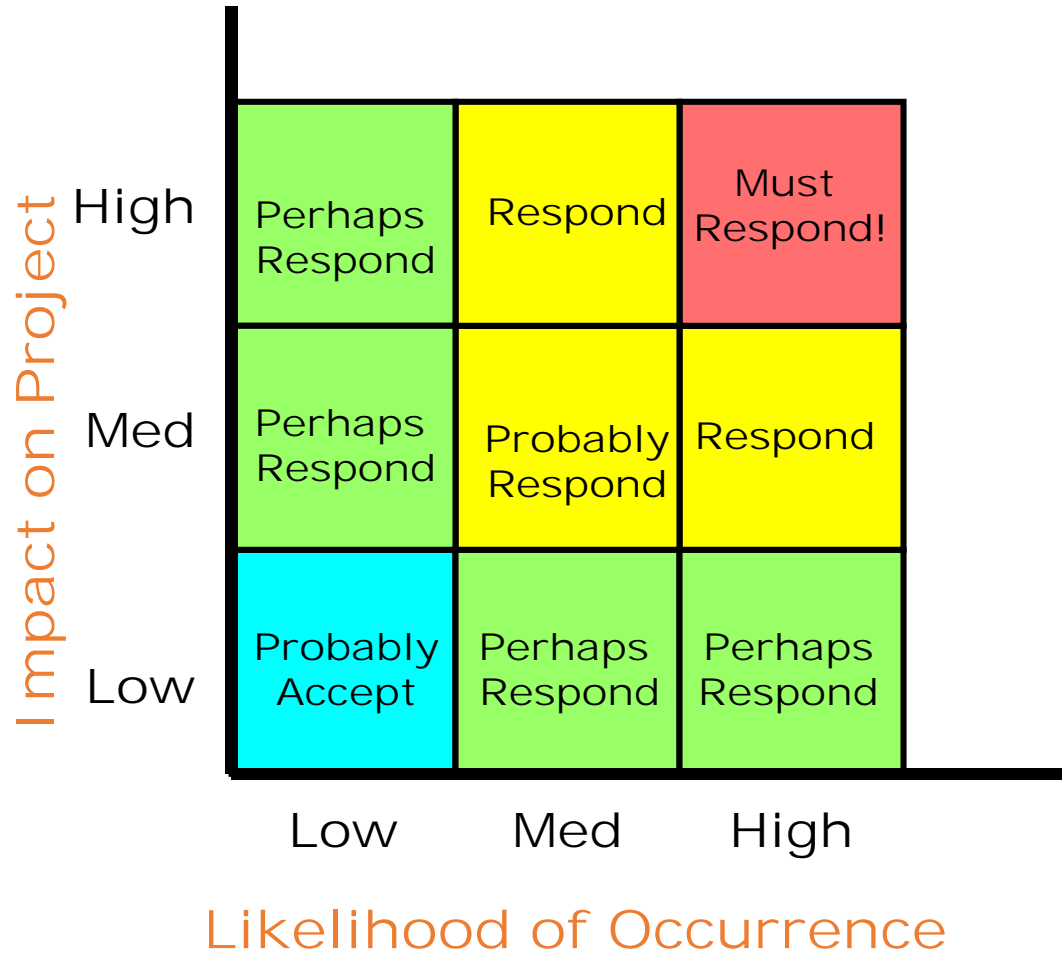 Impact on Project
High
Perhaps
Respond
Respond
Must
Respond!
Med
Perhaps
Respond
Probably
Respond
Respond
Low
Probably
Accept
Perhaps
Respond
Perhaps
Respond
Low
Med
High
Likelihood of Occurrence